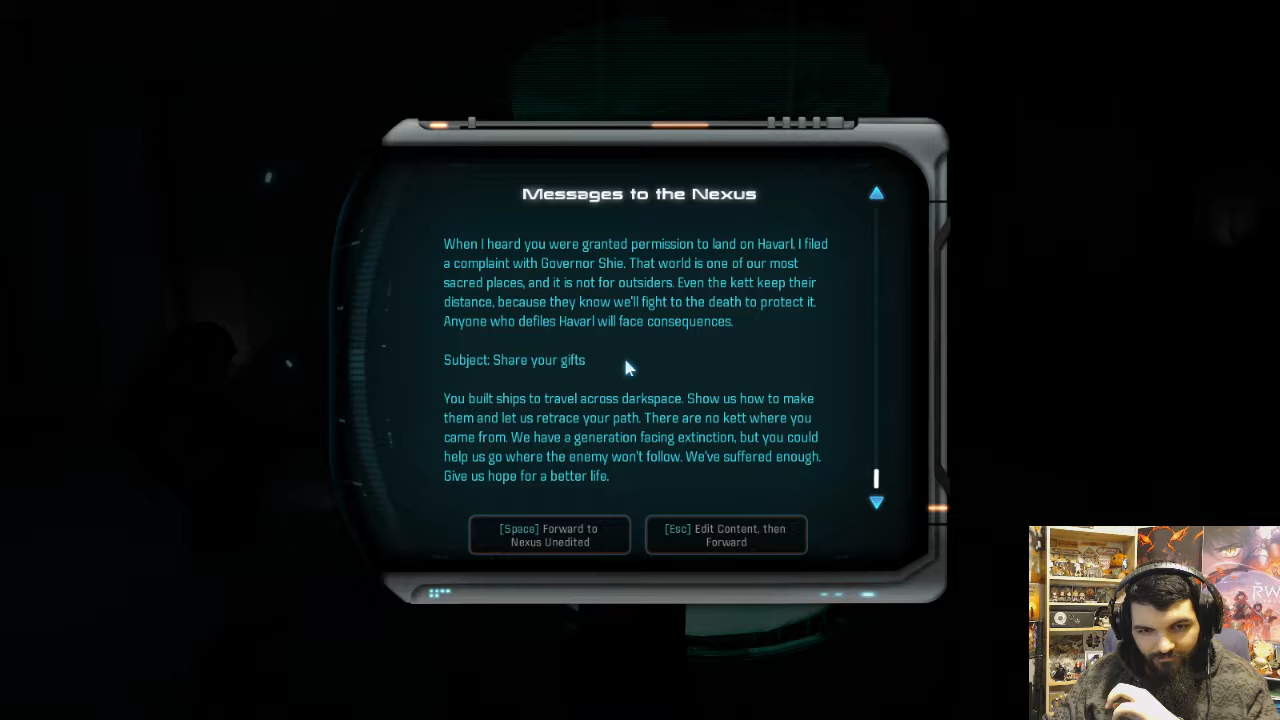 Messages to the Nexus
When I heard you were granted permission to land on Havarl, I filed
a complaint with Governor Shie. That world is one of our most
sacred places, and it is not for outsiders. Even the kett keep their
distance, because they know we'll fight to the death to protect it.
Anyone who defiles Havarl will face consequences.
Subject: Share your gifts
You built ships to travel across darkspace. Show us how to make
them and let us retrace your path. There are no kett where you
came from. We have a generation facing extinction, but you could
help us go where the enemy won't follow. We've suffered enough.
Give us hope for a better life.
[Space] Forward to
Nexus Unedited
[Esc] Edit Content, then
Forward
RW